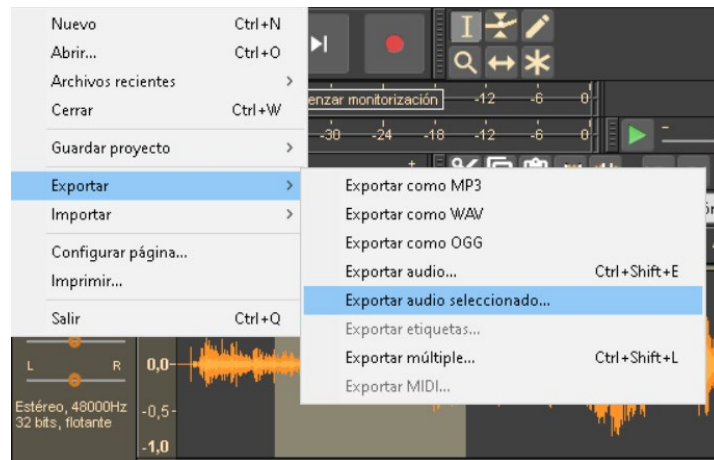 Nuevo Ctrl+N
Abrir... Ctrl+O
Archivos recientes >
Cerrar Ctrl+W
enzar monitorización -12 -6 0
-30 -24 -18 -12 -6 0
Guardar proyecto >
Exportar >
Exportar como MP3
Importar >
Exportar como WAV
Exportar como OGG
Configurar página...
Exportar audio... Ctrl+Shift+E
Imprimir...
Exportar audio seleccionado...
Salir Ctrl+Q
Exportar etiquetas...
L R 0,0
Exportar múltiple... Ctrl+Shift+L
Exportar MIDI...
Estéreo, 48000Hz -0,5
32 bits, flotante
-1,0